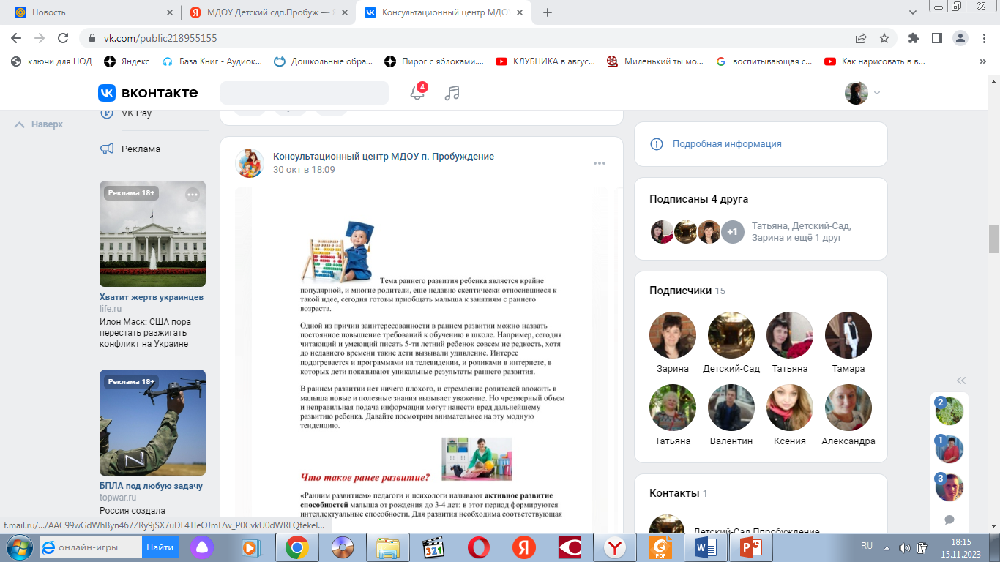 Новость
МДОУ Детский сдп.Пробуж — Я
Консультационный центр МДО
vk.com/public218955155
ключи для НОД
Яндекс
База Книг - Аудиок...
Дошкольные обра...
Пирог с яблоками....
КЛУБНИКА в авгус...
Миленький ты мо...
воспитывающая с...
Как нарисовать в в...
вконтакте
4
Наверх
VK Pay
Реклама
Реклама 18+
Хватит жертв украинцев
life.ru
Илон Маск: США пора
перестать разжигать
конфликт на Украине
Реклама 18+
Z
БПЛА под любую задачу
topwar.ru
Россия создала
Консультационный центр МДОУ п. Пробуждение
30 окт в 18:09
Тема раннего развития ребенка является крайне
популярной, и многие родители, еще недавно скептически относившиеся к
такой идее, сегодня готовы приобщать малыша к занятиям с раннего
возраста.
Одной из причин заинтересованности в раннем развитии можно назвать
постоянное повышение требований к обучению в школе. Например, сегодня
читающий и умеющий писать 5-ти летний ребенок совсем не редкость, хотя
до недавнего времени такие дети вызывали удивление. Интерес
подогревается и программами на телевидении, и роликами в интернете, в
которых дети показывают уникальные результаты раннего развития.
В раннем развитии нет ничего плохого, и стремление родителей вложить в
малыша новые и полезные знания вызывает уважение. Но чрезмерный объем
и неправильная подача информации могут нанести вред дальнейшему
развитию ребенка. Давайте посмотрим внимательнее на эту модную
тенденцию.
Что такое ранее развитие?
«Ранним развитием» педагоги и психологи называют активное развитие
способностей малыша от рождения до 3-4 лет: в этот период формируются
интеллектуальные способности. Для развития необходима соответствующая
Подробная информация
Подписаны 4 друга
+1
Татьяна, Детский-Сад,
Зарина и ещё 1 друг
Подписчики 15
Зарина
Детский-Сад
Татьяна
Тамара
Татьяна
Валентин
Ксения
Александра
Контакты 1
Детский-Сад Ппробуждение
2
1
3
t.mail.ru/.../AAC99wGdWhByn467ZRy9jSX7uDF4TIeOJmI7w_P0CvkU0dWRFQtekeI...
онлайн-игры
Найти
321
PDF
RU
18:15
15.11.2023